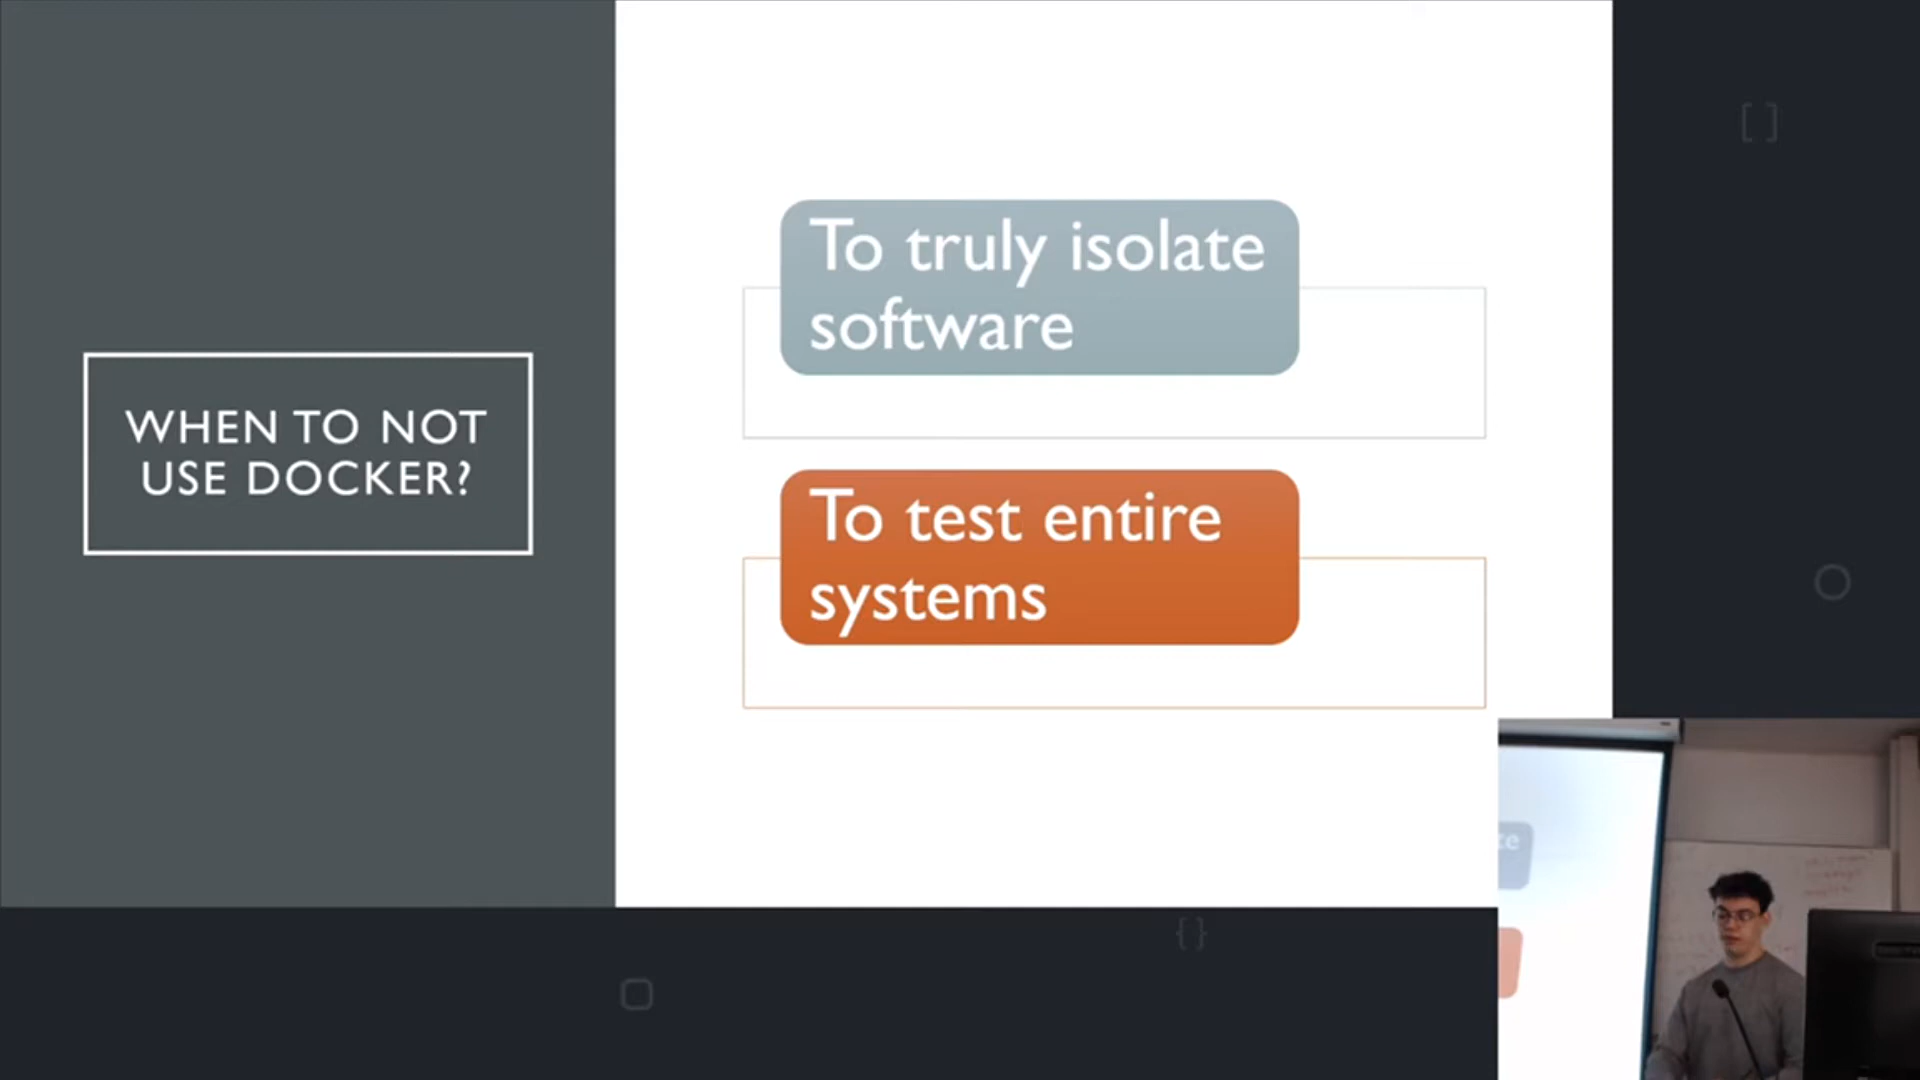 WHEN TO NOT
USE DOCKER?
To truly isolate
software
To test entire
systems
{}
[]